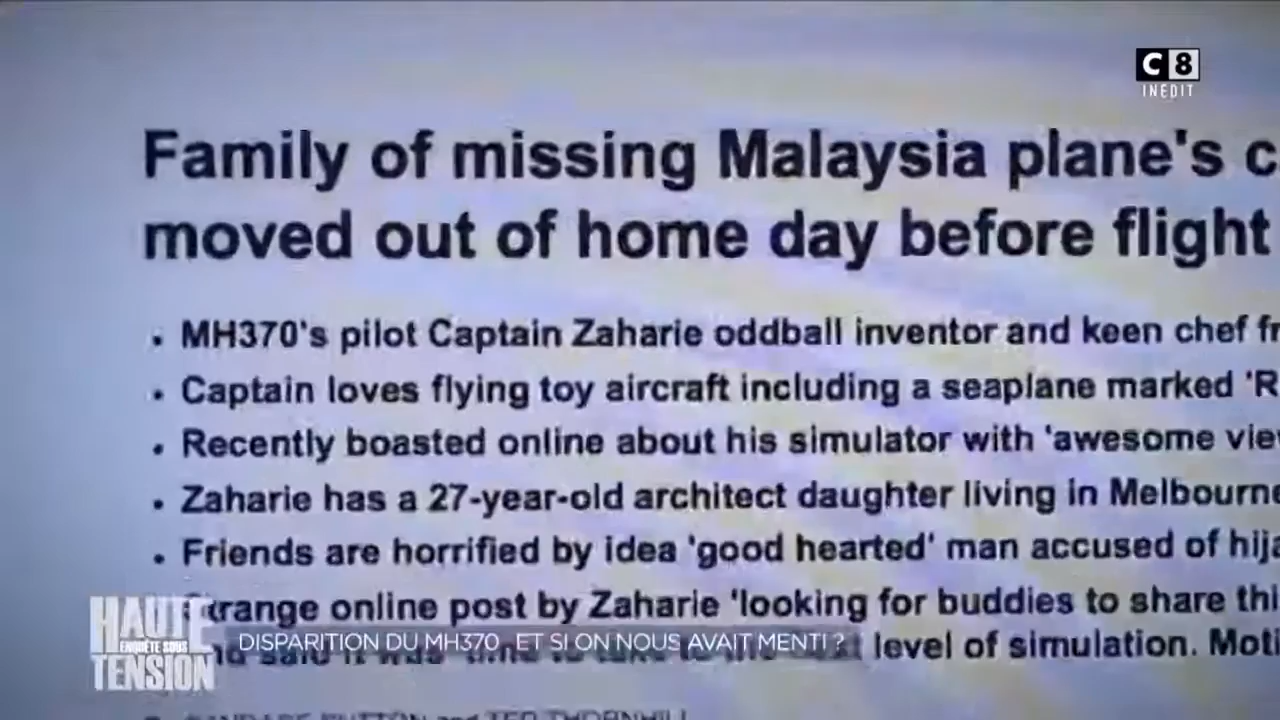 C8
INÉDIT
Family of missing Malaysia plane's c
moved out of home day before flight
• MH370's pilot Captain Zaharie oddball inventor and keen chef fr
• Captain loves flying toy aircraft including a seaplane marked 'R
• Recently boasted online about his simulator with 'awesome vie
• Zaharie has a 27-year-old architect daughter living in Melbourne
• Friends are horrified by idea 'good hearted' man accused of hija
• Strange online post by Zaharie 'looking for buddies to share thi
level of simulation. Moti
HAUTE
ENQUÊTE SOUS
TENSION
DISPARITION DU MH370, ET SI ON NOUS AVAIT MENTI ?